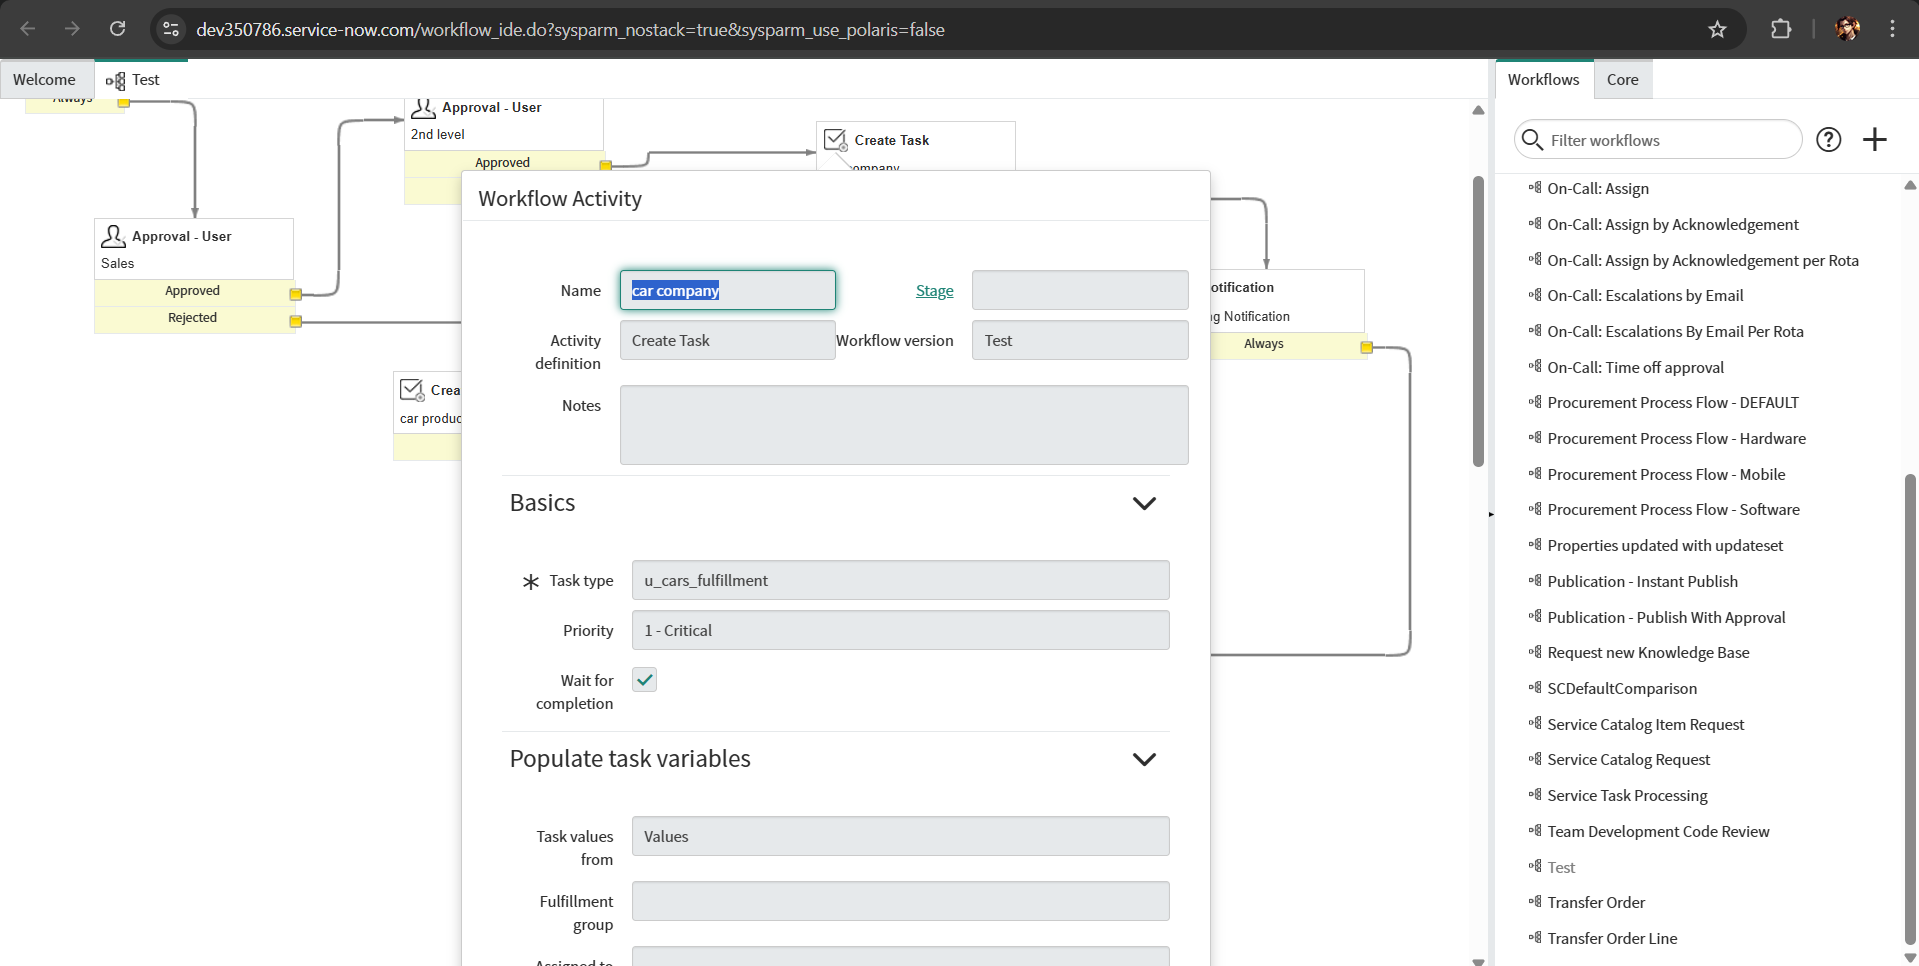 dev350786.service-now.com/workflow_ide.do?sysparm_nostack=true&sysparm_use_polaris=false
Welcome
Test
Workflows
Core
Always
Approval - User
2nd level
Approved
Create Task
company
Approval - User
Sales
Approved
Rejected
Crea
car produc
otification
ng Notification
Always
Workflow Activity
Name
car company
Stage
Activity definition
Create Task
Workflow version
Test
Notes
Basics
Task type
u_cars_fulfillment
Priority
1 - Critical
Wait for completion
Populate task variables
Task values from
Values
Fulfillment group
Assigned to
Filter workflows
On-Call: Assign
On-Call: Assign by Acknowledgement
On-Call: Assign by Acknowledgement per Rota
On-Call: Escalations by Email
On-Call: Escalations By Email Per Rota
On-Call: Time off approval
Procurement Process Flow - DEFAULT
Procurement Process Flow - Hardware
Procurement Process Flow - Mobile
Procurement Process Flow - Software
Properties updated with updateset
Publication - Instant Publish
Publication - Publish With Approval
Request new Knowledge Base
SCDefaultComparison
Service Catalog Item Request
Service Catalog Request
Service Task Processing
Team Development Code Review
Test
Transfer Order
Transfer Order Line